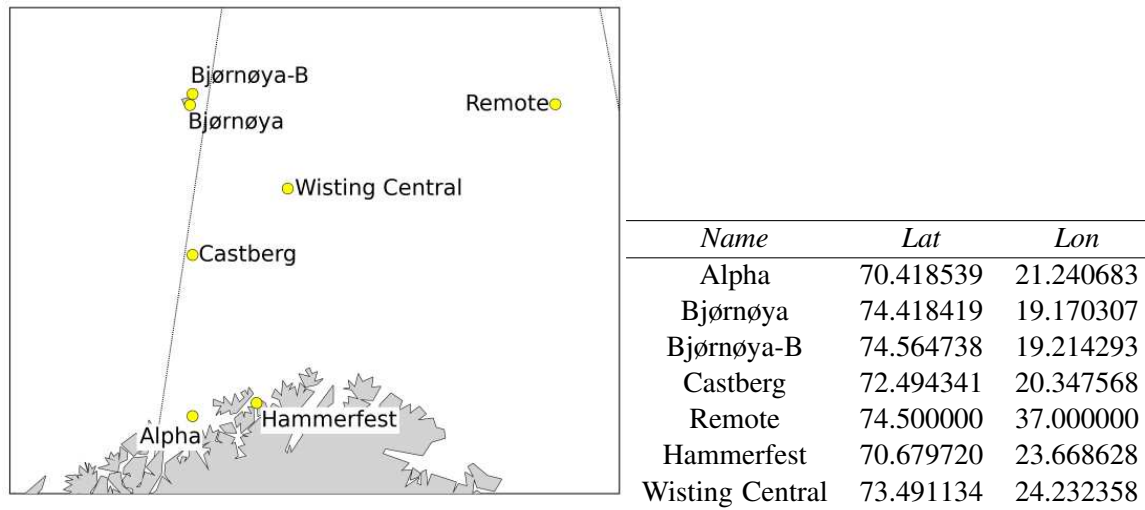 Bjørnøya-B
Remote
Bjørnøya
Wisting Central
Castberg
Hammerfest
Alpha
Name Lat Lon
Alpha 70.418539 21.240683
Bjørnøya 74.418419 19.170307
Bjørnøya-B 74.564738 19.214293
Castberg 72.494341 20.347568
Remote 74.500000 37.000000
Hammerfest 70.679720 23.668628
Wisting Central 73.491134 24.232358